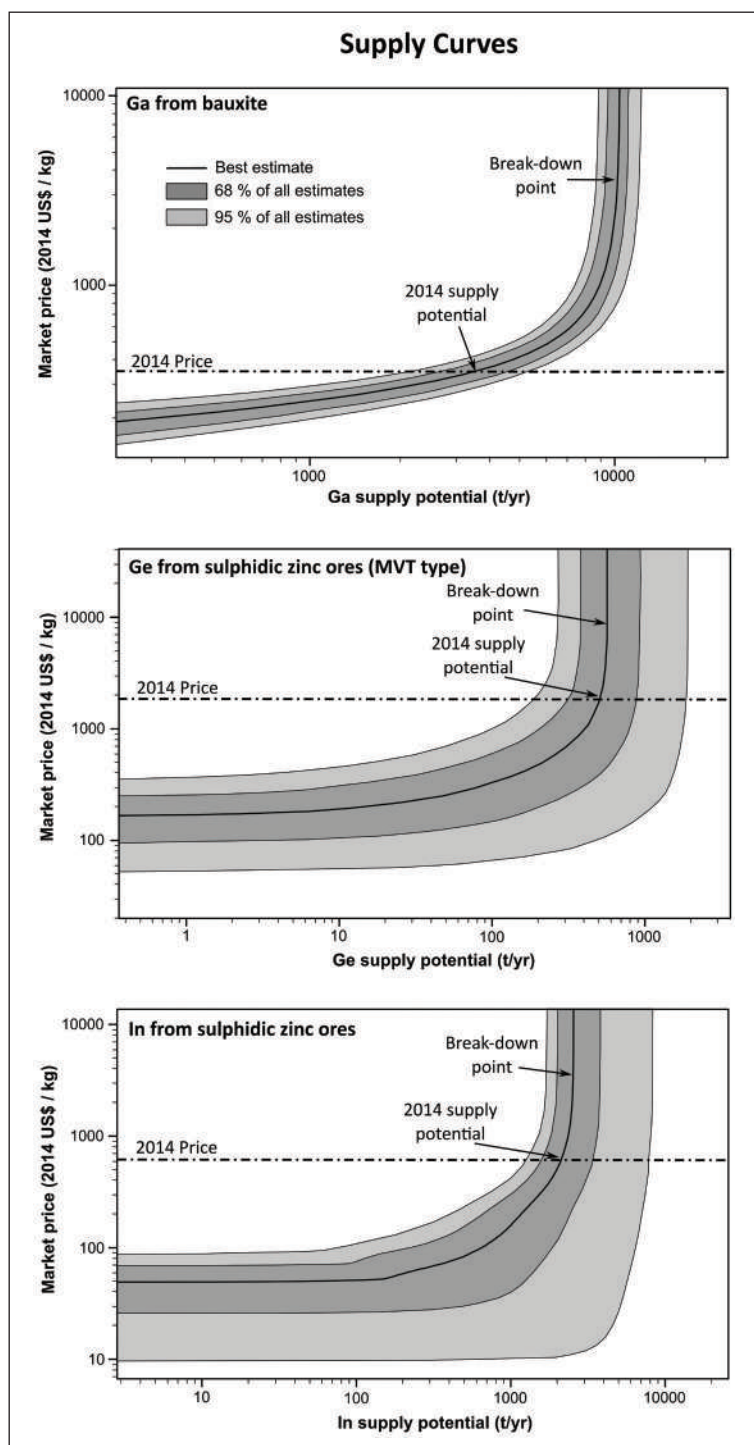 Supply Curves
Ga from bauxite
10000
1000
Best estimate
68 % of all estimates
95 % of all estimates
Break-down
point
2014 supply
potential
2014 Price
Market price (2014 US$ / kg)
1000
10000
Ga supply potential (t/yr)
Ge from sulphidic zinc ores (MVT type)
10000
1000
100
Break-down
point
2014 supply
potential
2014 Price
Market price (2014 US$ / kg)
1
10
100
1000
Ge supply potential (t/yr)
In from sulphidic zinc ores
10000
1000
100
10
Break-down
point
2014 supply
potential
2014 Price
Market price (2014 US$ / kg)
10
100
1000
10000
In supply potential (t/yr)